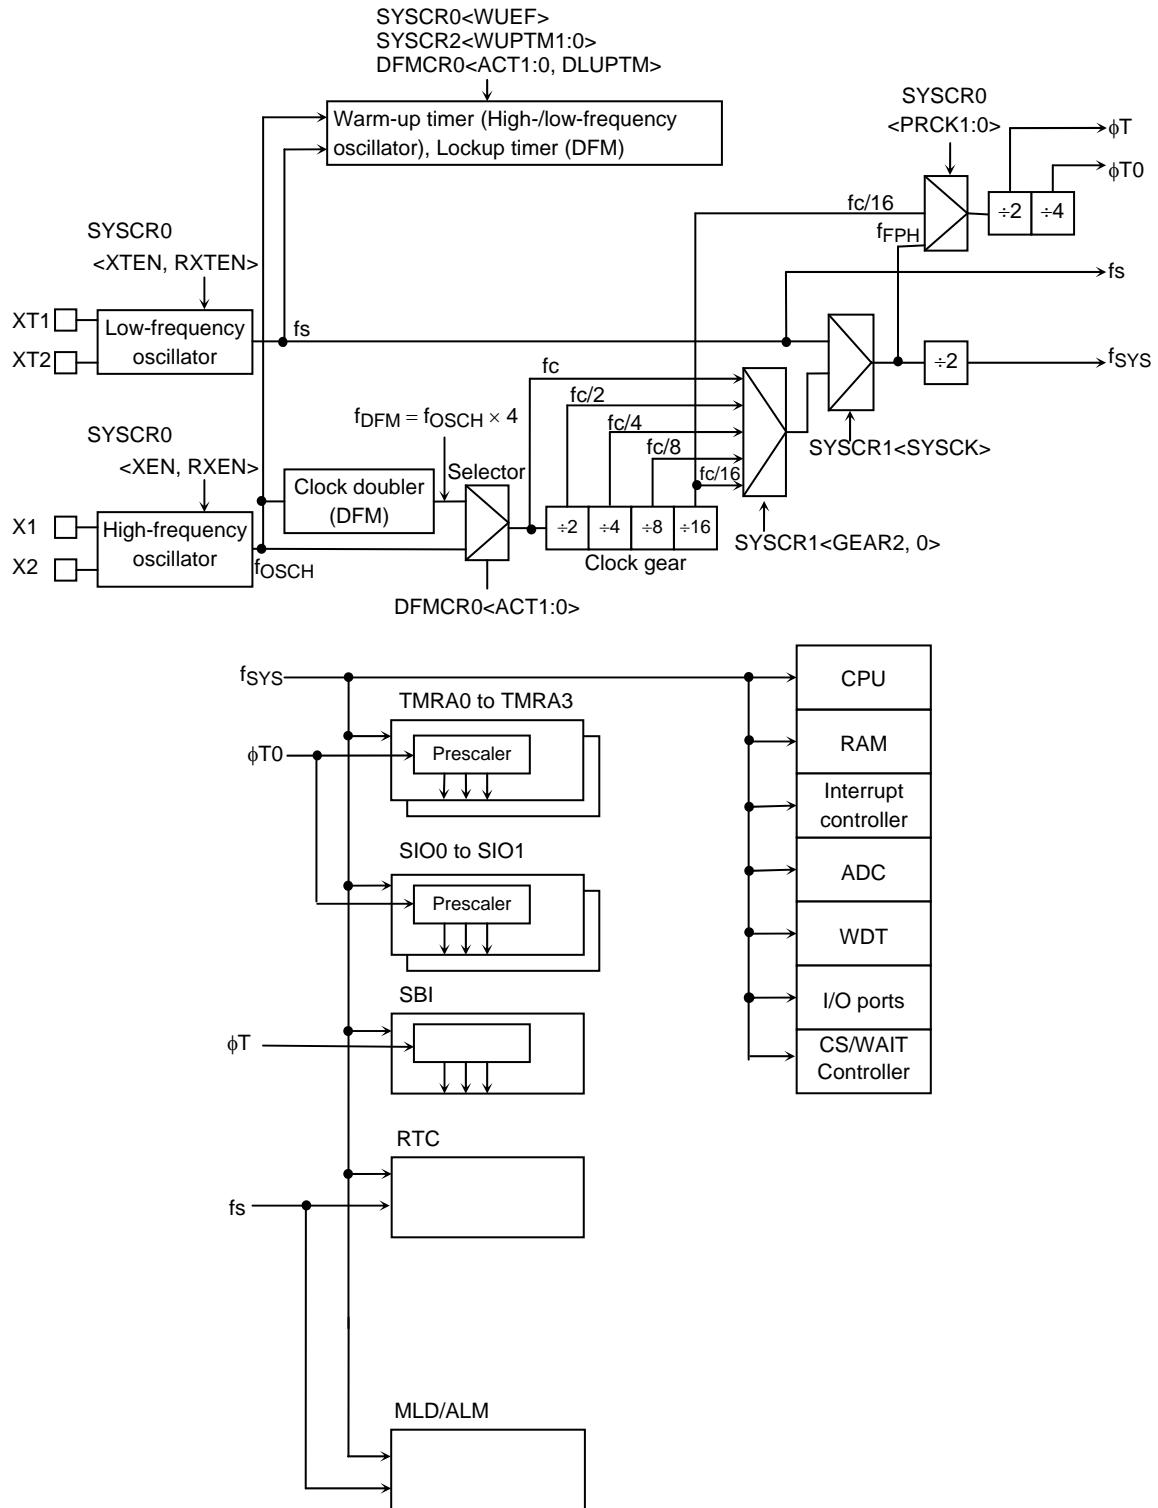 SYSCR0<WUEF>
SYSCR2<WUPTM1:0>
DFMCR0<ACT1:0, DLUPTM>
Warm-up timer (High-/low-frequency
oscillator), Lockup timer (DFM)
SYSCR0
<PRCK1:0>
ϕT
ϕT0
÷2
÷4
fc/16
fFPH
fs
SYSCR0
<XTEN, RXTEN>
XT1
XT2
Low-frequency
oscillator
fs
fSYS
÷2
fc
fc/2
fc/4
fc/8
fc/16
SYSCR1<SYSCK>
fDFM = fOSCH × 4
SYSCR0
<XEN, RXEN>
Selector
Clock doubler
(DFM)
X1
X2
High-frequency
oscillator
fOSCH
÷2
÷4
÷8
÷16
Clock gear
SYSCR1<GEAR2, 0>
DFMCR0<ACT1:0>
fSYS
TMRA0 to TMRA3
ϕT0
Prescaler
SIO0 to SIO1
Prescaler
SBI
ϕT
RTC
fs
MLD/ALM
CPU
RAM
Interrupt
controller
ADC
WDT
I/O ports
CS/WAIT
Controller